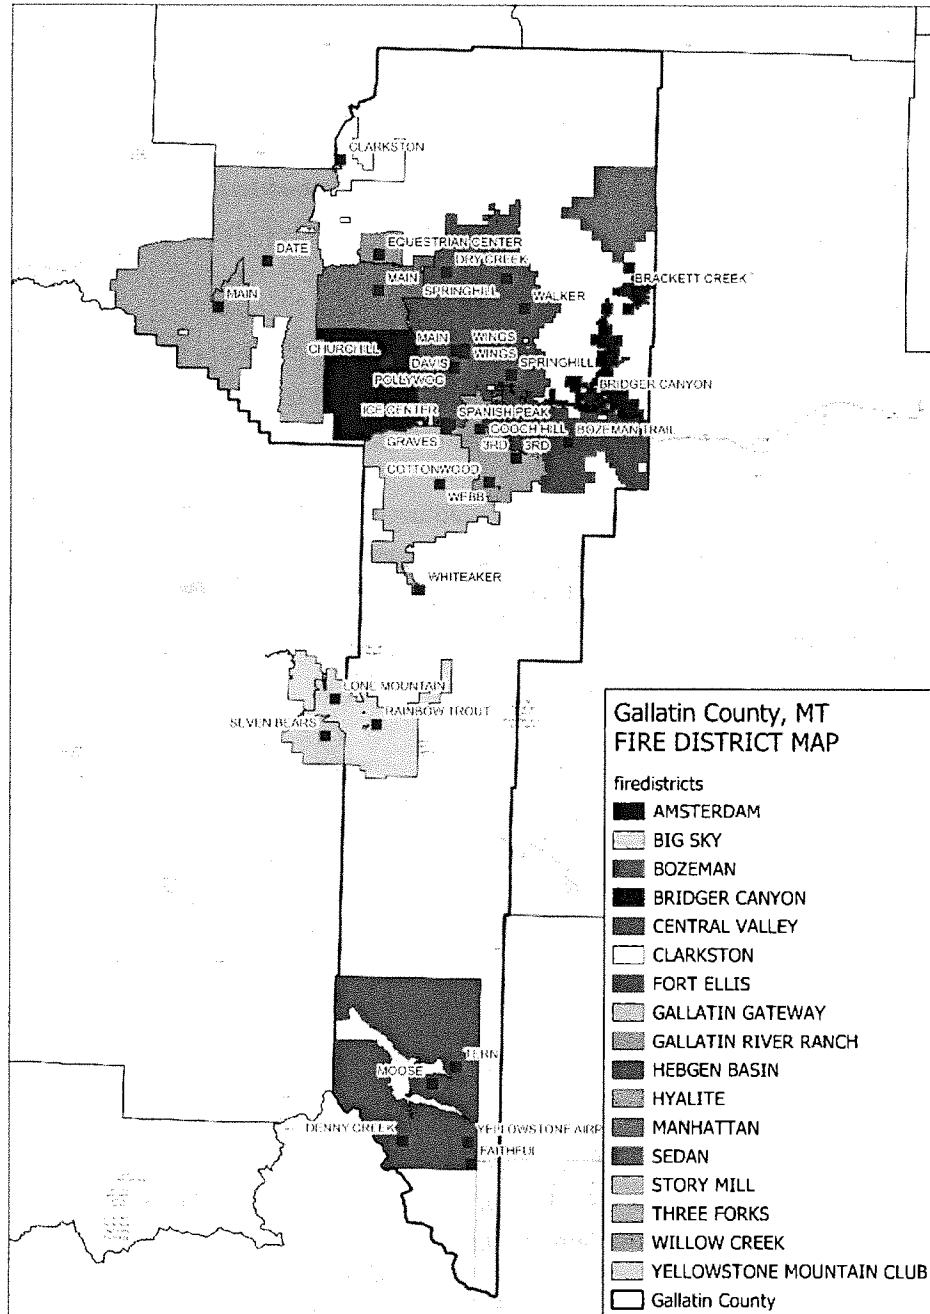 CLARKSTON
DATE
EQUESTRIAN CENTER
DRY CREEK
BRACKETT CREEK
MAIN
MAIN
SPRINGHILL
WALKER
CHURCHILL
MAIN
WINGS
WINGS
DAVIS
SPRINGHILL
POLLYWOG
BRIDGER CANYON
ICE CENTER
SPANISH PEAK
GOOCH HILL
BOZEMAN TRAIL
GRAVES
3RD
3RD
COTTONWOOD
WEBB
WHITEAKER
LONE MOUNTAIN
RAINBOW TROUT
SEVEN BEARS
TERN
MOOSE
DENNY CREEK
YELLOWSTONE AIRP
FAITHFUL
Gallatin County, MT
FIRE DISTRICT MAP
firedistricts
AMSTERDAM
BIG SKY
BOZEMAN
BRIDGER CANYON
CENTRAL VALLEY
CLARKSTON
FORT ELLIS
GALLATIN GATEWAY
GALLATIN RIVER RANCH
HEBGEN BASIN
HYALITE
MANHATTAN
SEDAN
STORY MILL
THREE FORKS
WILLOW CREEK
YELLOWSTONE MOUNTAIN CLUB
Gallatin County